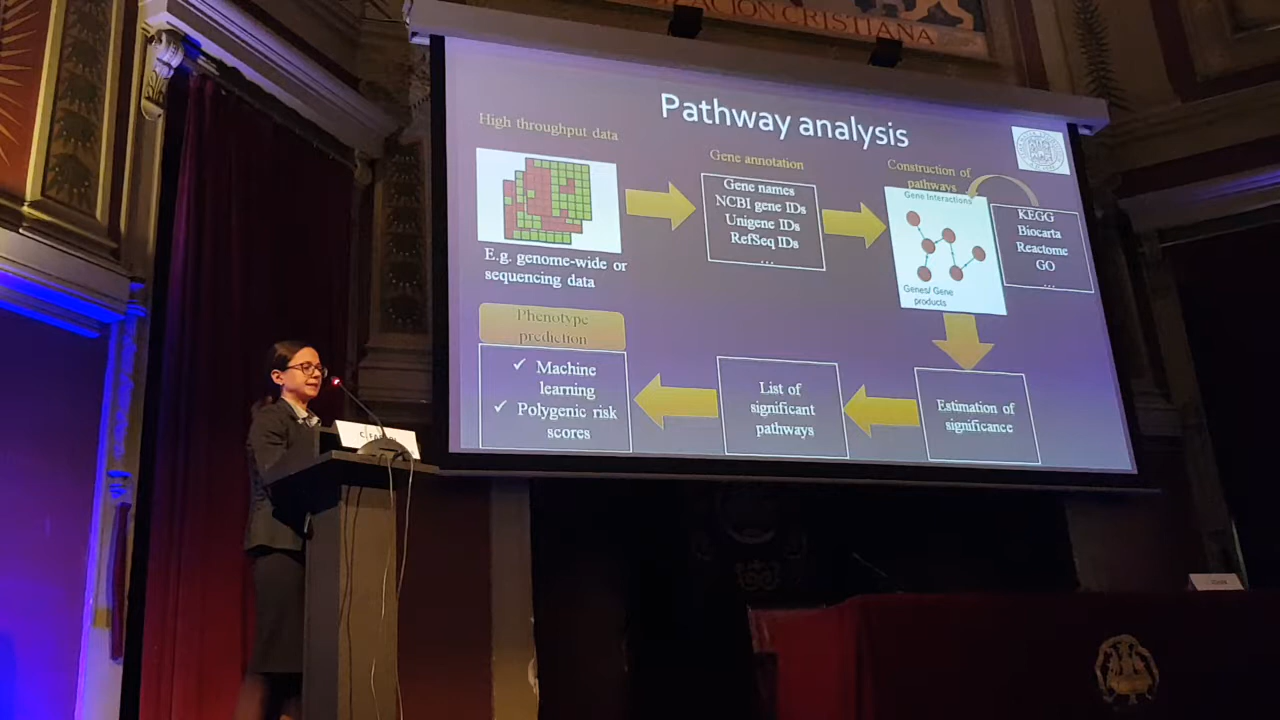 ACION CRISTIANA
Pathway analysis
High throughput data
E.g. genome-wide or
sequencing data
Gene annotation
Gene names
NCBI gene IDs
Unigene IDs
RefSeq IDs
...
Construction of
pathways
Gene Interactions
Genes/ Gene
products
KEGG
Biocarta
Reactome
GO
...
Estimation of
significance
List of
significant
pathways
Phenotype
prediction
✓ Machine
learning
✓ Polygenic risk
scores